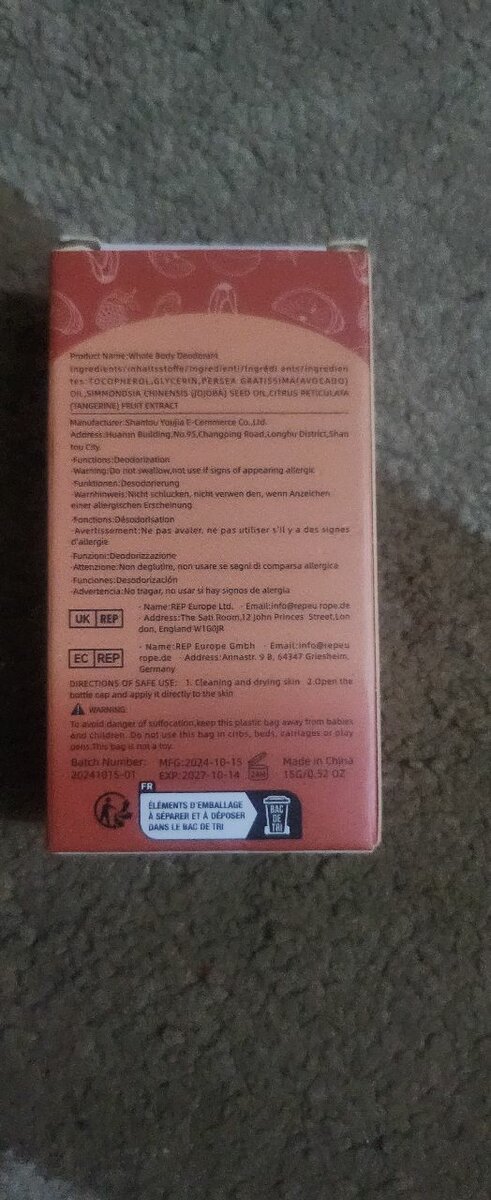 Product Name:Whole Body Deodorant
Ingredients/Inhaltsstoffe/Ingredienti/Ingrédi ents/Ingredien
tes:TOCOPHEROL,GLYCERIN,PERSEA GRATISSIMA(AVOCADO)
OIL,SIMMONDSIA CHINENSIS (JOJOBA) SEED OIL,CITRUS RETICULATA
(TANGERINE) FRUIT EXTRACT
Manufacturer:Shantou Youjia E-Commerce Co.,Ltd.
Address:Huarun Building,No.95,Changping Road,Longhu District,Shan
tou City.
·Functions:Deodorization
·Warning:Do not swallow,not use if signs of appearing allergic
·Funktionen:Desodorierung
·Warnhinweis:Nicht schlucken, nicht verwen den, wenn Anzeichen
einer allergischen Erscheinung
·Fonctions:Désodorisation
·Avertissement:Ne pas avaler, ne pas utiliser s'il y a des signes
d'allergie
·Funzioni:Deodorizzazione
·Attenzione:Non deglutire, non usare se segni di comparsa allergica
·Funciones:Desodorización
·Advertencia:No tragar, no usar si hay signos de alergia
UK REP
· Name:REP Europe Ltd. · Email:info@repeu rope.de
· Address:The Sati Room,12 John Princes' Street,Lon
don, England W1G0JR
EC REP
· Name:REP Europe Gmbh · Email:info@repeu
rope.de · Address:Annastr. 9 B, 64347 Griesheim,
Germany
DIRECTIONS OF SAFE USE: 1. Cleaning and drying skin 2.Open the
bottle cap and apply it directly to the skin
WARNING:
To avoid danger of suffocation,keep this plastic bag away from babies
and children. Do not use this bag in cribs, beds, carriages or play
pens.This bag is not a toy.
Batch Number: MFG:2024-10-15 Made in China
20241015-01 EXP:2027-10-14 24M 15G/0.52 OZ
FR
ÉLÉMENTS D'EMBALLAGE
À SÉPARER ET À DÉPOSER
DANS LE BAC DE TRI
BAC
DE
TRI